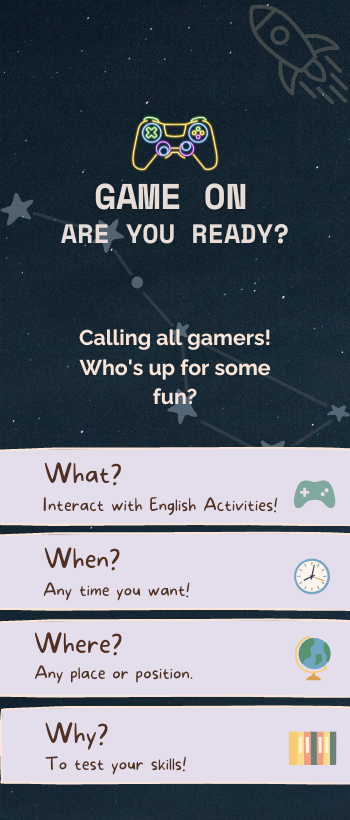 GAME ON
ARE YOU READY?
Calling all gamers!
Who's up for some
fun?
What?
Interact with English Activities!
When?
Any time you want!
Where?
Any place or position.
Why?
To test your skills!